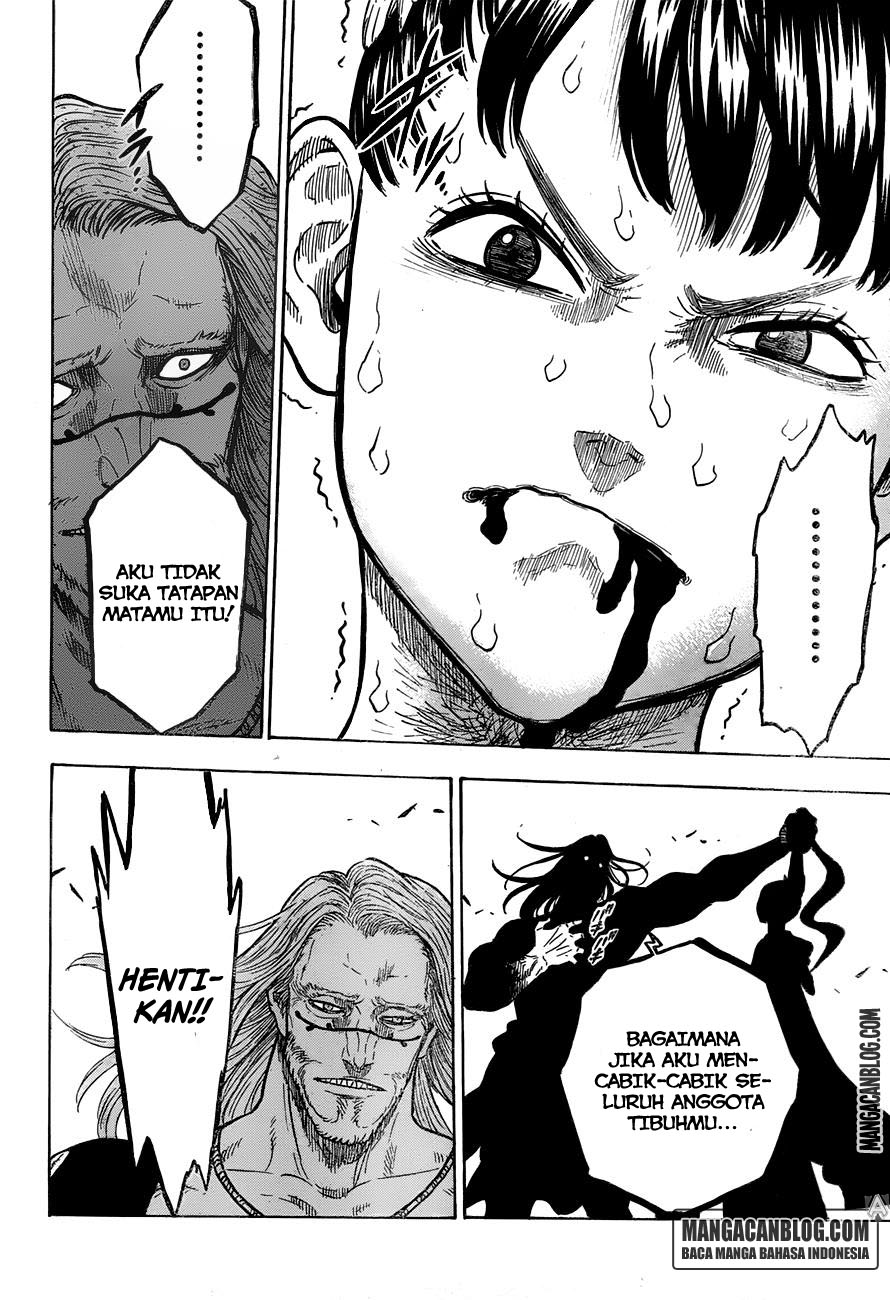 ..........
............
AKU TIDAK
SUKA TATAPAN
MATAMU ITU!
BAGAIMANA
JIKA AKU MEN-
CABIK-CABIK SE-
LURUH ANGGOTA
TIBUHMU...
HENTI-
KAN!!
MANGACANBLOG.COM
MANGACANBLOG.COM
BACA MANGA BAHASA INDONESIA